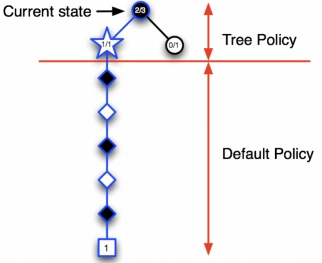 Current state
2/3
1/1
0/1
Tree Policy
Default Policy
1